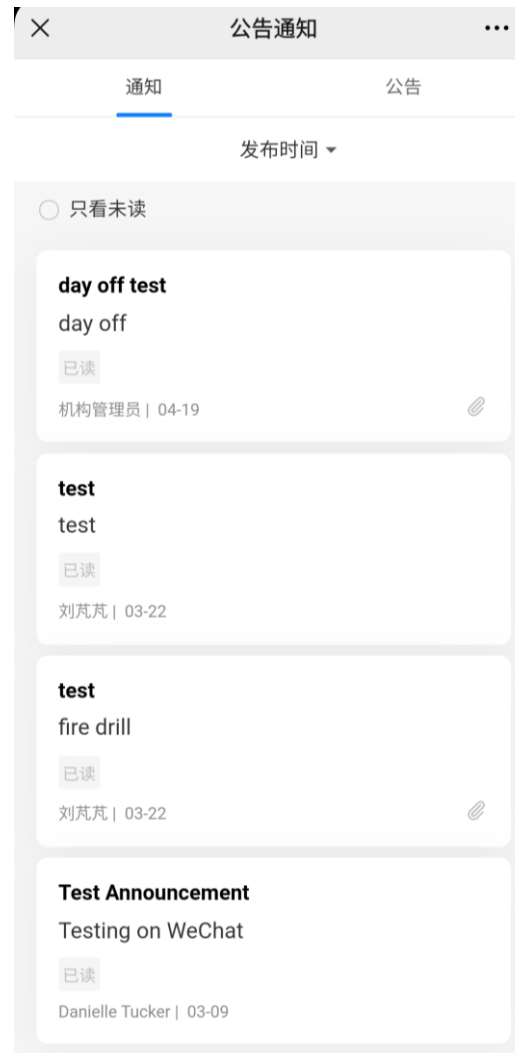 公告通知
通知
公告
发布时间
只看未读
day off test
day off
已读
机构管理员 | 04-19
test
test
已读
刘芃芃 | 03-22
test
fire drill
已读
刘芃芃 | 03-22
Test Announcement
Testing on WeChat
已读
Danielle Tucker | 03-09